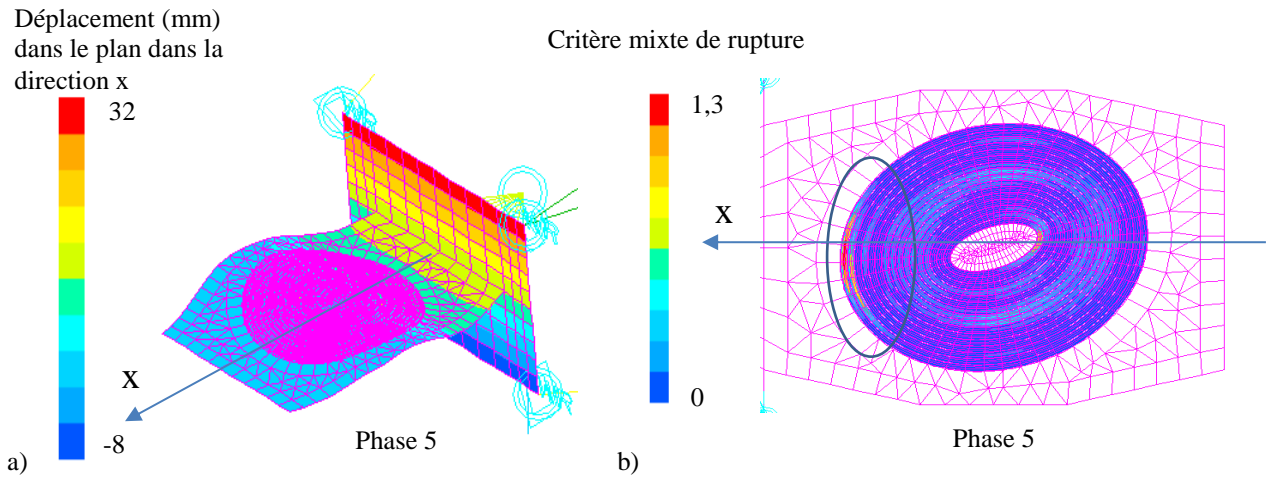 Déplacement (mm)
dans le plan dans la
direction x
32
-8
x
Phase 5
a)
Critère mixte de rupture
1,3
0
x
Phase 5
b)